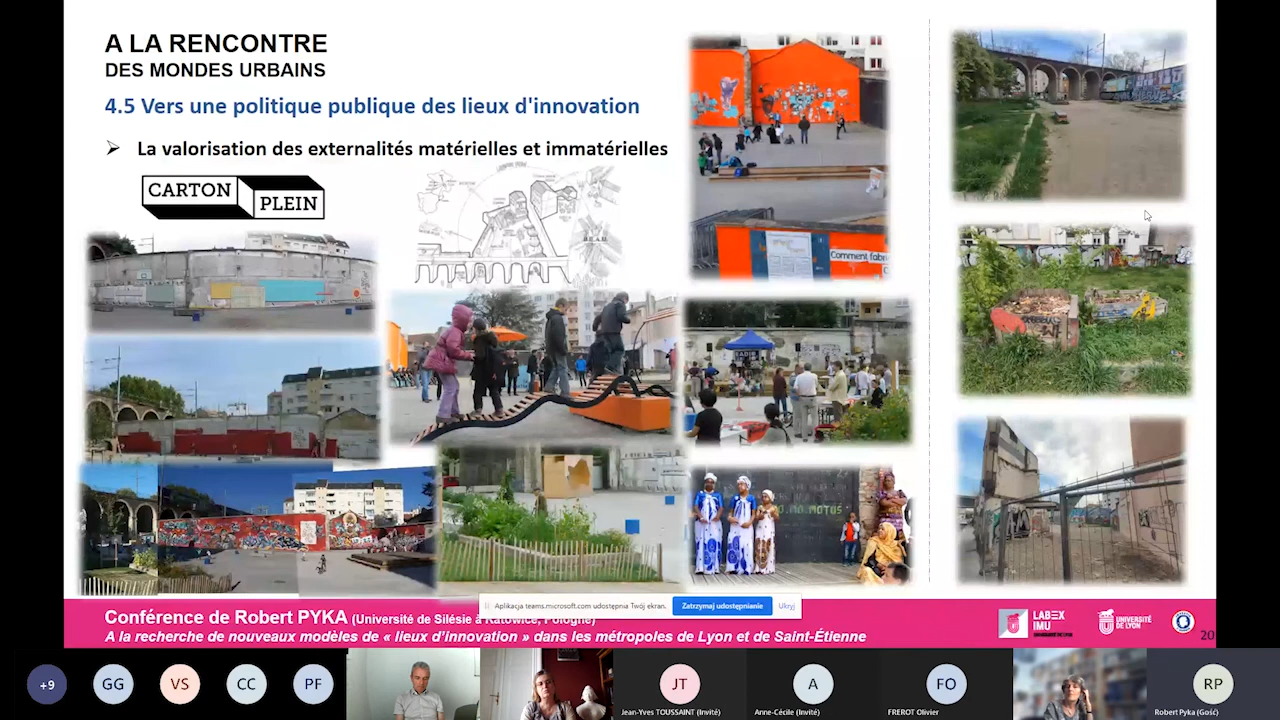 A LA RENCONTRE
DES MONDES URBAINS
4.5 Vers une politique publique des lieux d'innovation
La valorisation des externalités matérielles et immatérielles
CARTON
PLEIN
Comment fabri
Conférence de Robert PYKA (Université de Silésie à Katowice, Pologne)
A la recherche de nouveaux modèles de « lieux d'innovation » dans les métropoles de Lyon et de Saint-Étienne
Aplikacja teams.microsoft.com udostępnia Twój ekran.
Zatrzymaj udostępnianie
Ukryj
LABEX
IMU
UNIVERSITÉ
DE LYON
20
+9
GG
VS
CC
PF
JT
Jean-Yves TOUSSAINT (Invité)
A
Anne-Cécile (Invité)
FO
FREROT Olivier
RP
Robert Pyka (Gość)